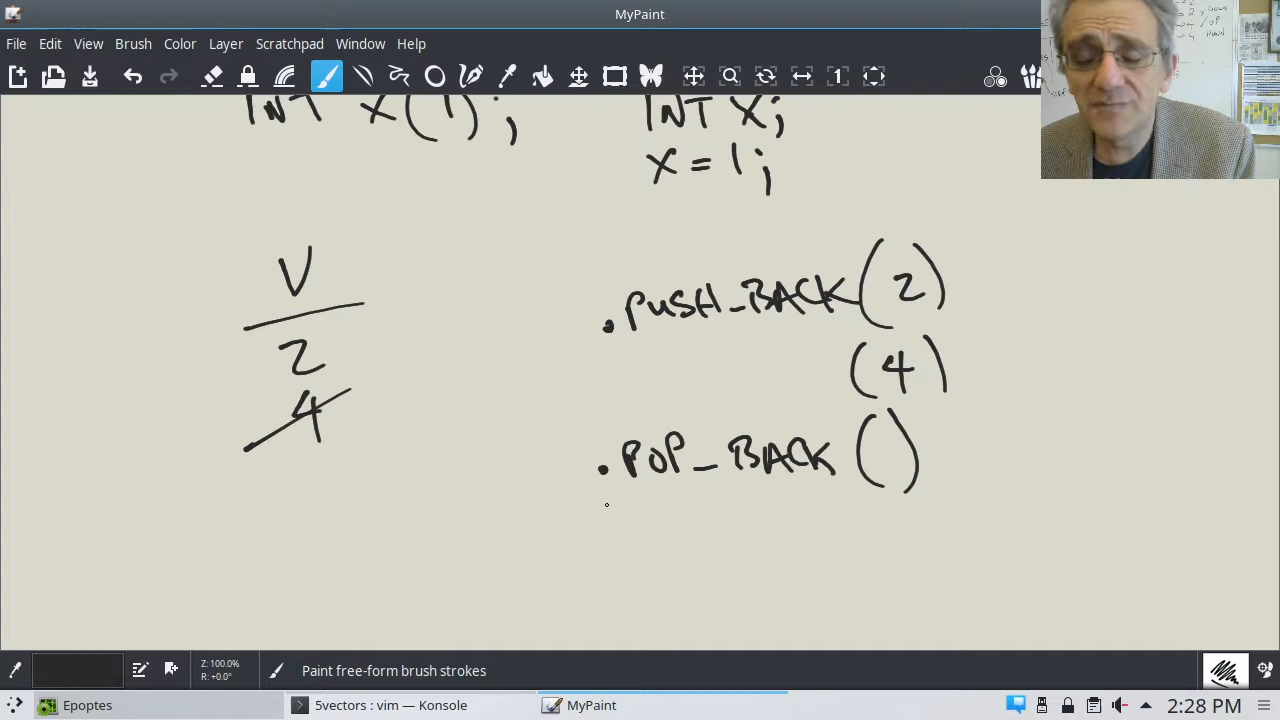 MyPaint
File Edit View Brush Color Layer Scratchpad Window Help
INT X(1); INT X;
X = 1;
V
.PUSH_BACK(2)
2
(4)
4
.POP_BACK()
Z: 100.0%
R: +0.0°
Paint free-form brush strokes
Epoptes 5vectors : vim — Konsole MyPaint 2:28 PM